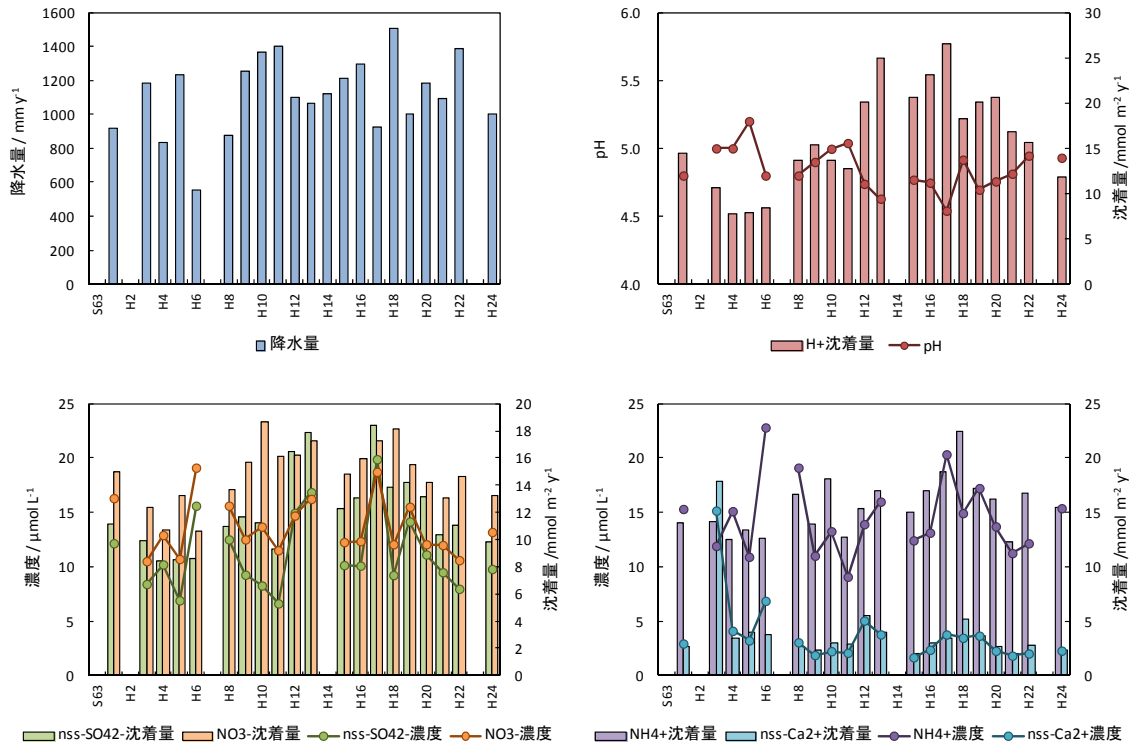 1600
1400
1200
1000
800
600
400
200
0
降水量 / mm y-1
S63
H2
H4
H6
H8
H10
H12
H14
H16
H18
H20
H22
H24
降水量
6.0
5.5
5.0
4.5
4.0
pH
30
25
20
15
10
5
0
沈着量 /mmol m-2 y-1
S63
H2
H4
H6
H8
H10
H12
H14
H16
H18
H20
H22
H24
H+沈着量 pH
25
20
15
10
5
0
濃度 / μmol L-1
20
18
16
14
12
10
8
6
4
2
0
沈着量 /mmol m-2 y-1
S63
H2
H4
H6
H8
H10
H12
H14
H16
H18
H20
H22
H24
nss-SO42-沈着量 NO3-沈着量 nss-SO42-濃度 NO3-濃度
25
20
15
10
5
0
濃度 / μmol L-1
25
20
15
10
5
0
沈着量 /mmol m-2 y-1
S63
H2
H4
H6
H8
H10
H12
H14
H16
H18
H20
H22
H24
NH4+沈着量 nss-Ca2+沈着量 NH4+濃度 nss-Ca2+濃度